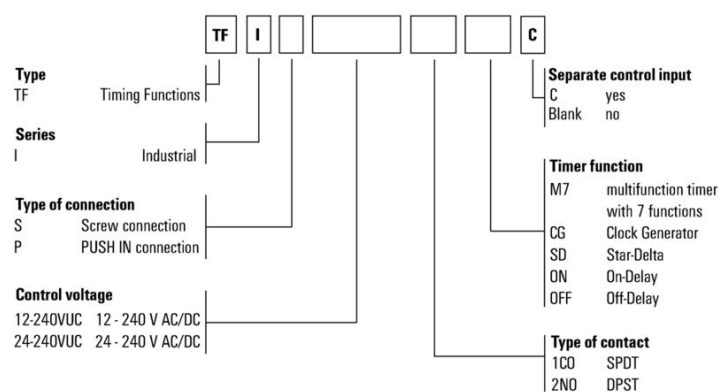 TF I C
Type
TF Timing Functions
Series
I Industrial
Type of connection
S Screw connection
P PUSH IN connection
Control voltage
12-240VUC 12 - 240 V AC/DC
24-240VUC 24 - 240 V AC/DC
Separate control input
C yes
Blank no
Timer function
M7 multifunction timer
with 7 functions
CG Clock Generator
SD Star-Delta
ON On-Delay
OFF Off-Delay
Type of contact
1CO SPDT
2NO DPST